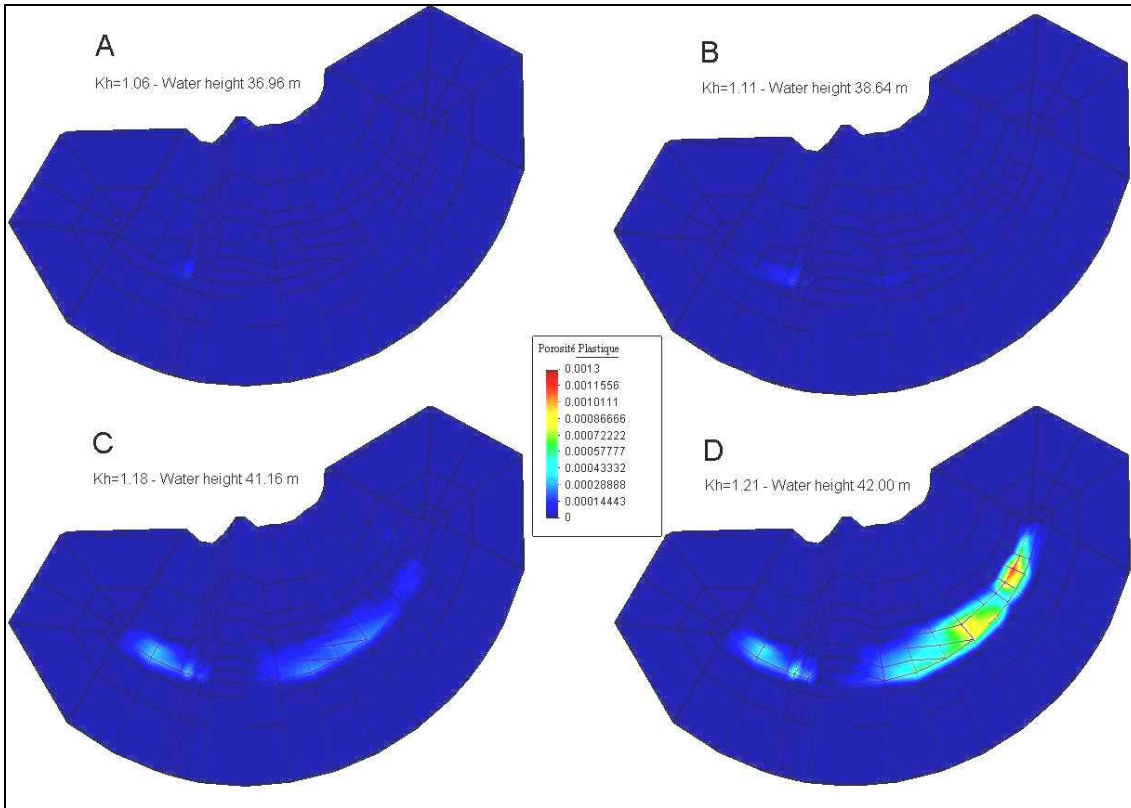 A
Kh=1.06 - Water height 36.96 m
B
Kh=1.11 - Water height 38.64 m
Porosité Plastique
0.0013
0.0011556
0.0010111
0.00086666
0.00072222
0.00057777
0.00043332
0.00028888
0.00014443
0
C
Kh=1.18 - Water height 41.16 m
D
Kh=1.21 - Water height 42.00 m